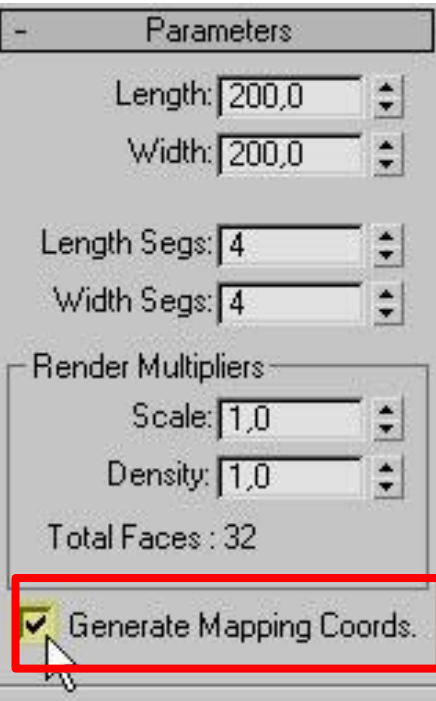 - Parameters
Length: 200,0
Width: 200,0
Length Segs: 4
Width Segs: 4
Render Multipliers
Scale: 1,0
Density: 1,0
Total Faces : 32
Generate Mapping Coords.